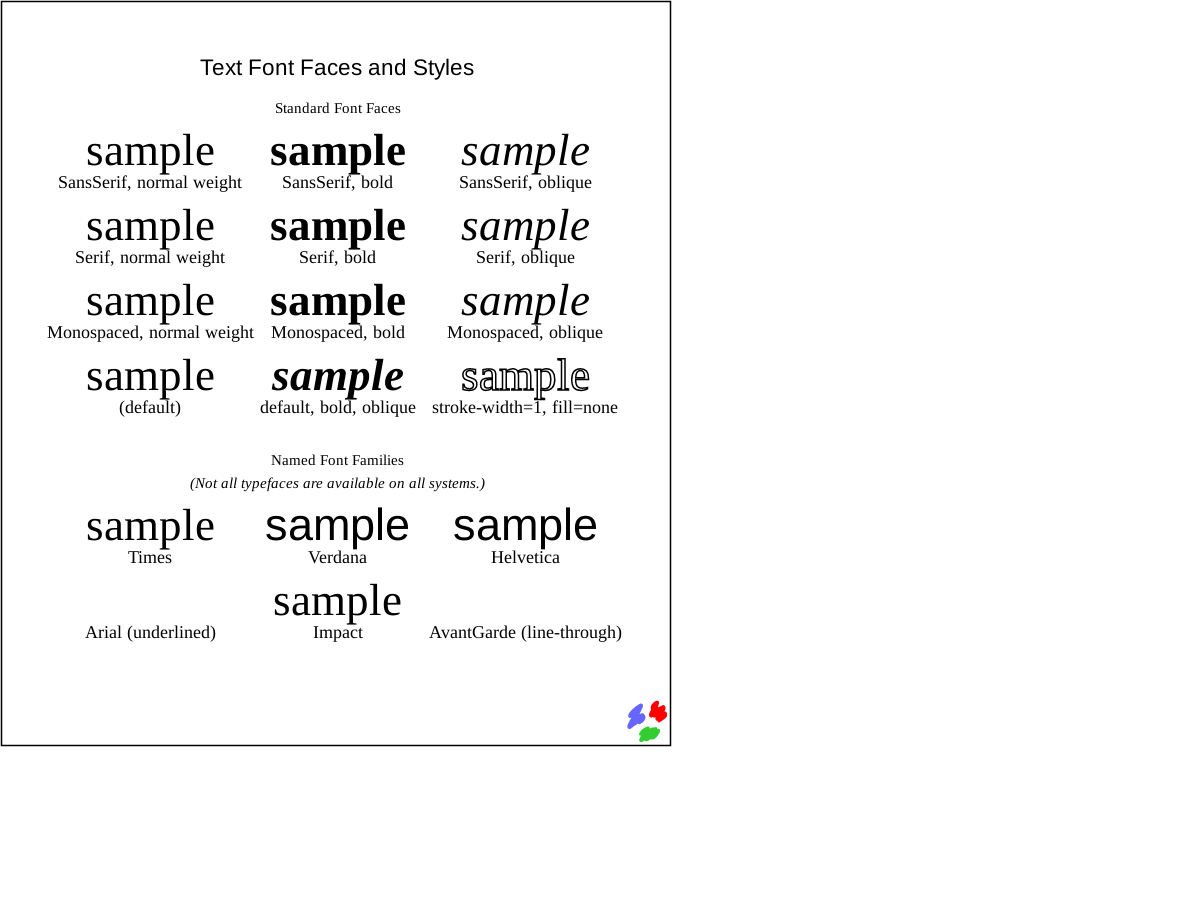 Text Font Faces and Styles
Standard Font Faces
sample sample sample
SansSerif, normal weight SansSerif, bold SansSerif, oblique
sample sample sample
Serif, normal weight Serif, bold Serif, oblique
sample sample sample
Monospaced, normal weight Monospaced, bold Monospaced, oblique
sample sample sample
(default) default, bold, oblique stroke-width=1, fill=none
Named Font Families
(Not all typefaces are available on all systems.)
sample sample sample
Times Verdana Helvetica
sample
Arial (underlined) Impact AvantGarde (line-through)